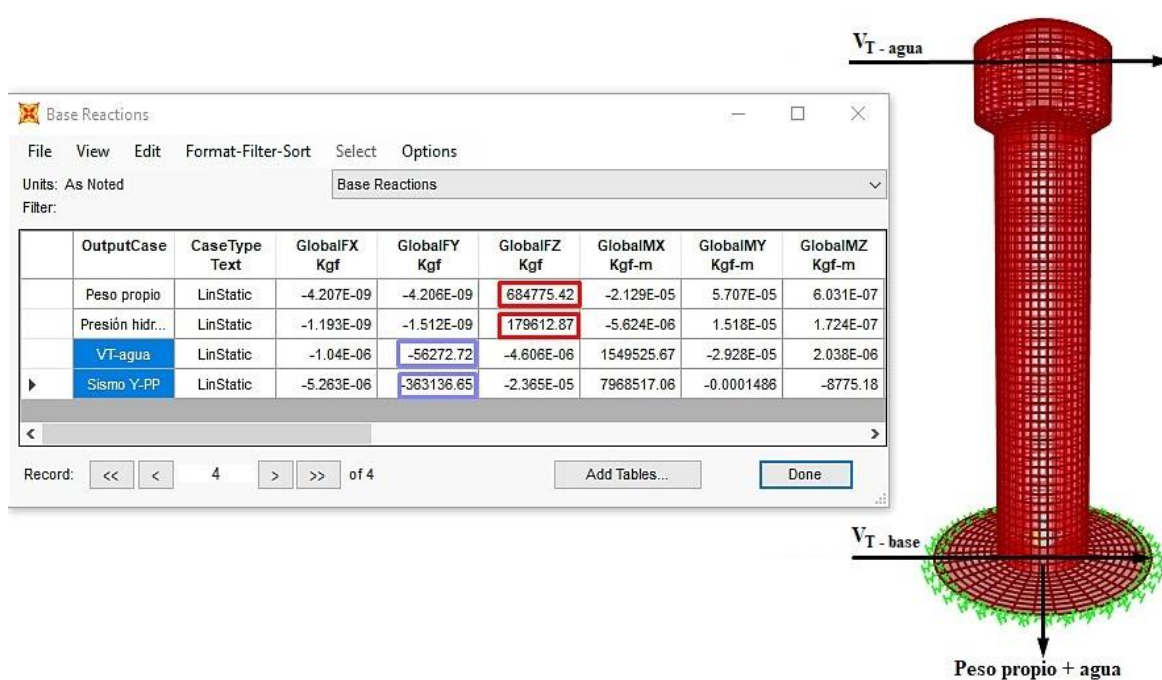 V T - agua
Base Reactions
File View Edit Format-Filter-Sort Select Options
Units: As Noted Base Reactions
Filter:
OutputCase CaseType GlobalFX GlobalFY GlobalFZ GlobalMX GlobalMY GlobalMZ
Text Kgf Kgf Kgf Kgf-m Kgf-m Kgf-m
Peso propio LinStatic -4.207E-09 -4.206E-09 684775.42 -2.129E-05 5.707E-05 6.031E-07
Presión hidr... LinStatic -1.193E-09 -1.512E-09 179612.87 -5.624E-06 1.518E-05 1.724E-07
VT-agua LinStatic -1.04E-06 -56272.72 -4.606E-06 1549525.67 -2.928E-05 2.038E-06
Sismo Y-PP LinStatic -5.263E-06 -363136.65 -2.365E-05 7968517.06 -0.0001486 -8775.18
Record: << < 4 > >> of 4 Add Tables... Done
V T - base
Peso propio + agua